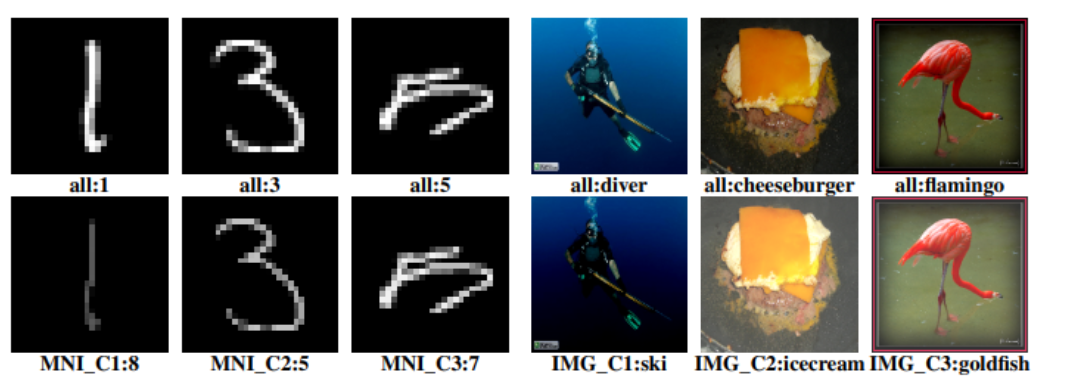 all:1 all:3 all:5 all:diver all:cheeseburger all:flamingo
MNI_C1:8 MNI_C2:5 MNI_C3:7 IMG_C1:ski IMG_C2:icecream IMG_C3:goldfish